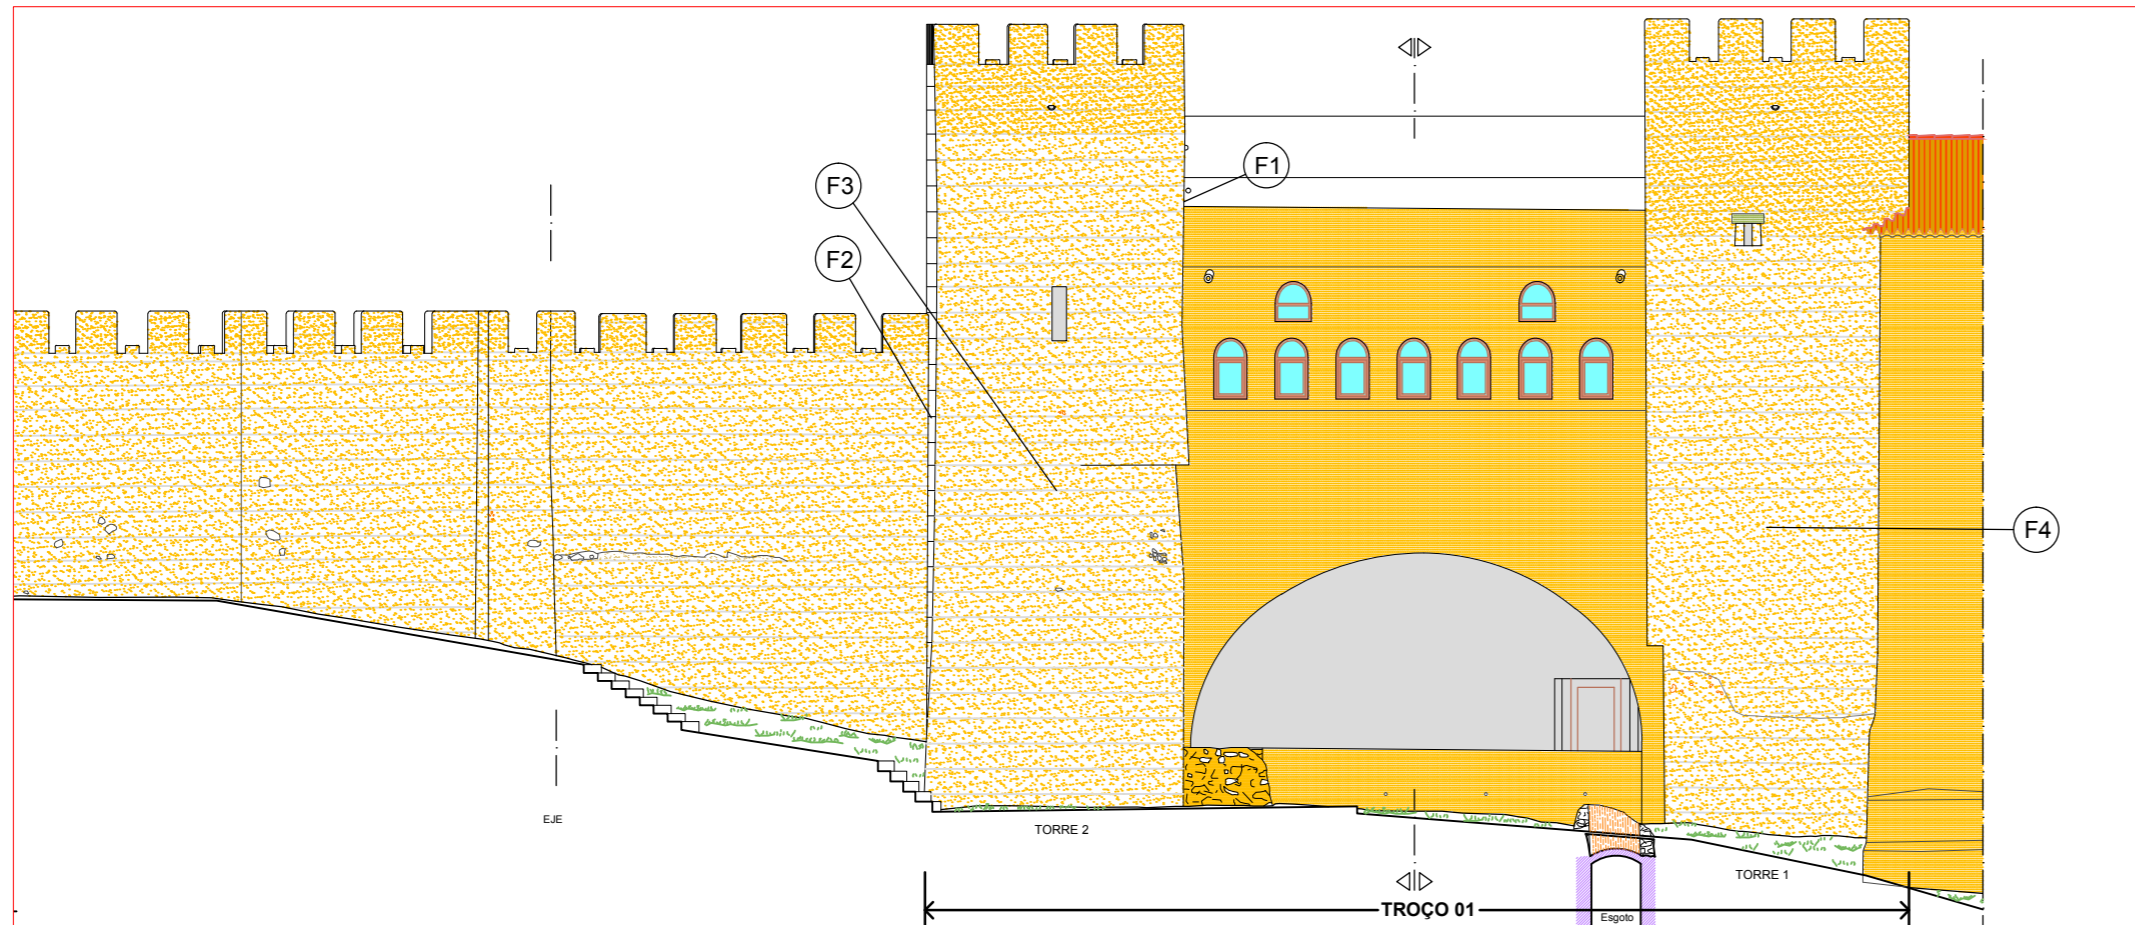 F1
F3
F2
F4
EJE
TORRE 2
TORRE 1
TROÇO 01
Esgoto